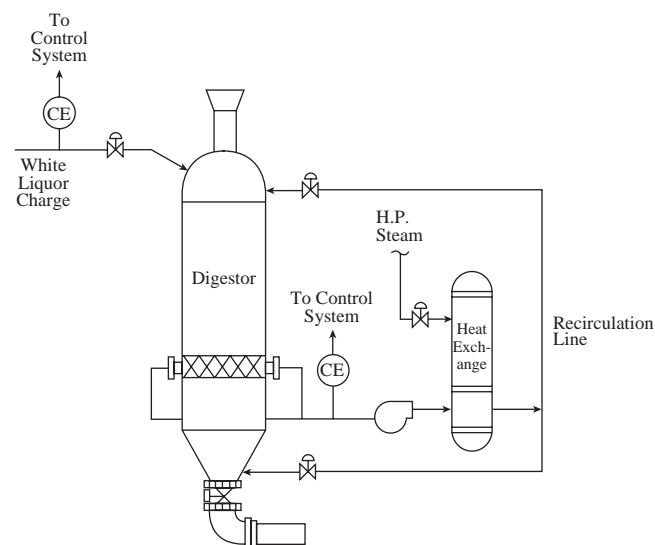 To
Control
System
CE
White
Liquor
Charge
H.P.
Steam
Digestor
To Control
System
CE
Heat
Exch-
ange
Recirculation
Line